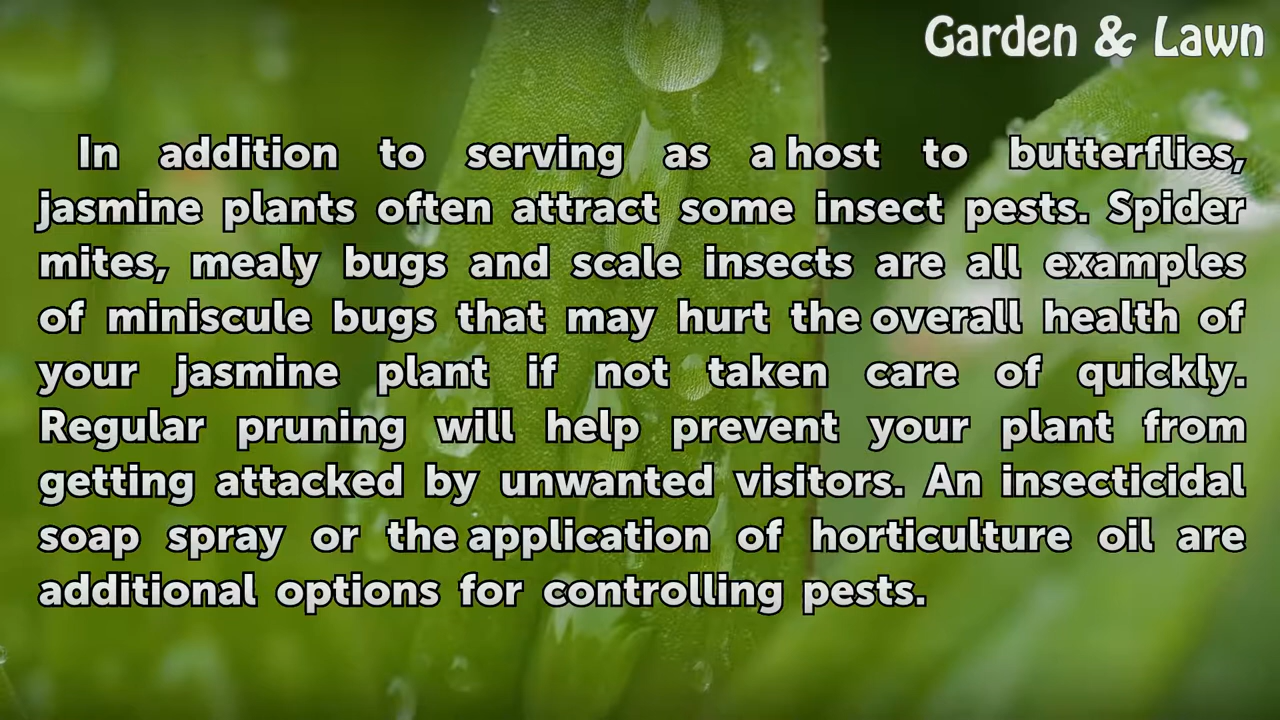 Garden & Lawn
In addition to serving as a host to butterflies,
jasmine plants often attract some insect pests. Spider
mites, mealy bugs and scale insects are all examples
of miniscule bugs that may hurt the overall health of
your jasmine plant if not taken care of quickly.
Regular pruning will help prevent your plant from
getting attacked by unwanted visitors. An insecticidal
soap spray or the application of horticulture oil are
additional options for controlling pests.